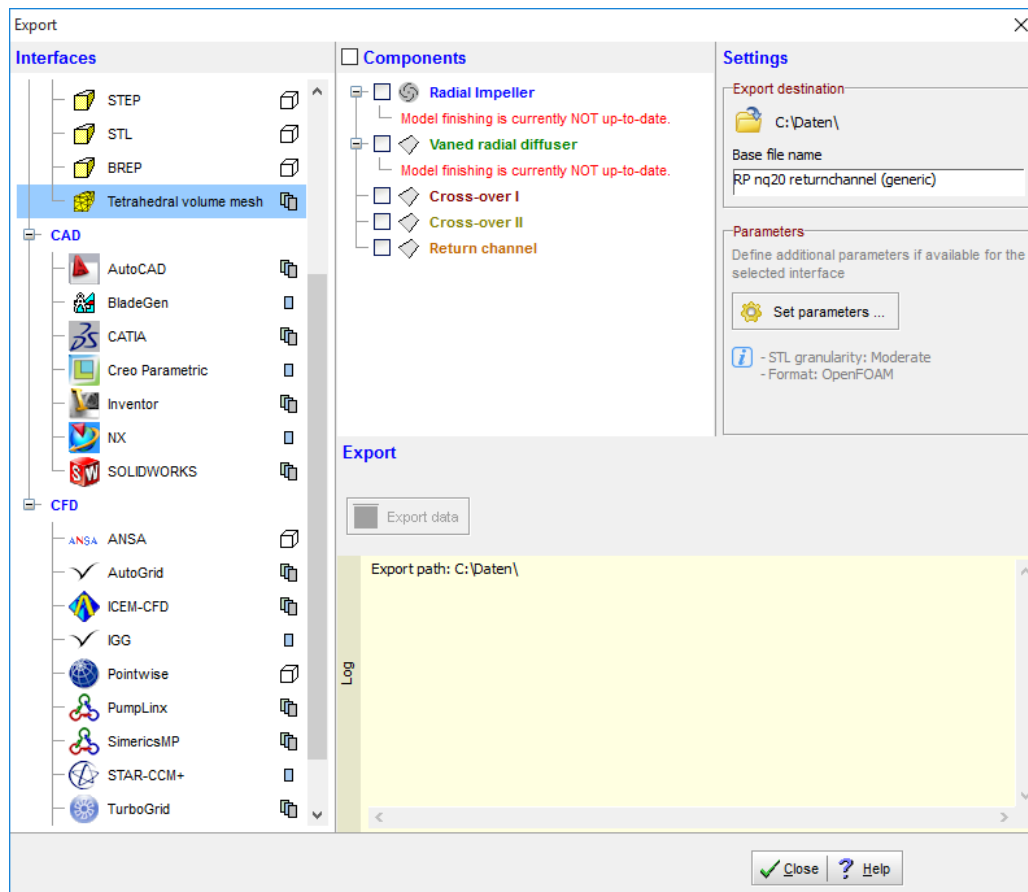 Export
Interfaces
STEP
STL
BREP
Tetrahedral volume mesh
CAD
AutoCAD
BladeGen
CATIA
Creo Parametric
Inventor
NX
SOLIDWORKS
CFD
ANSA ANSA
AutoGrid
ICEM-CFD
IGG
Pointwise
PumpLinx
SimericsMP
STAR-CCM+
TurboGrid
Components
Radial Impeller
Model finishing is currently NOT up-to-date.
Vaned radial diffuser
Model finishing is currently NOT up-to-date.
Cross-over I
Cross-over II
Return channel
Settings
Export destination
C:\Daten\
Base file name
RP nq20 returnchannel (generic)
Parameters
Define additional parameters if available for the
selected interface
Set parameters ...
- STL granularity: Moderate
- Format: OpenFOAM
Export
Export data
Log
Export path: C:\Daten\
Close
? Help